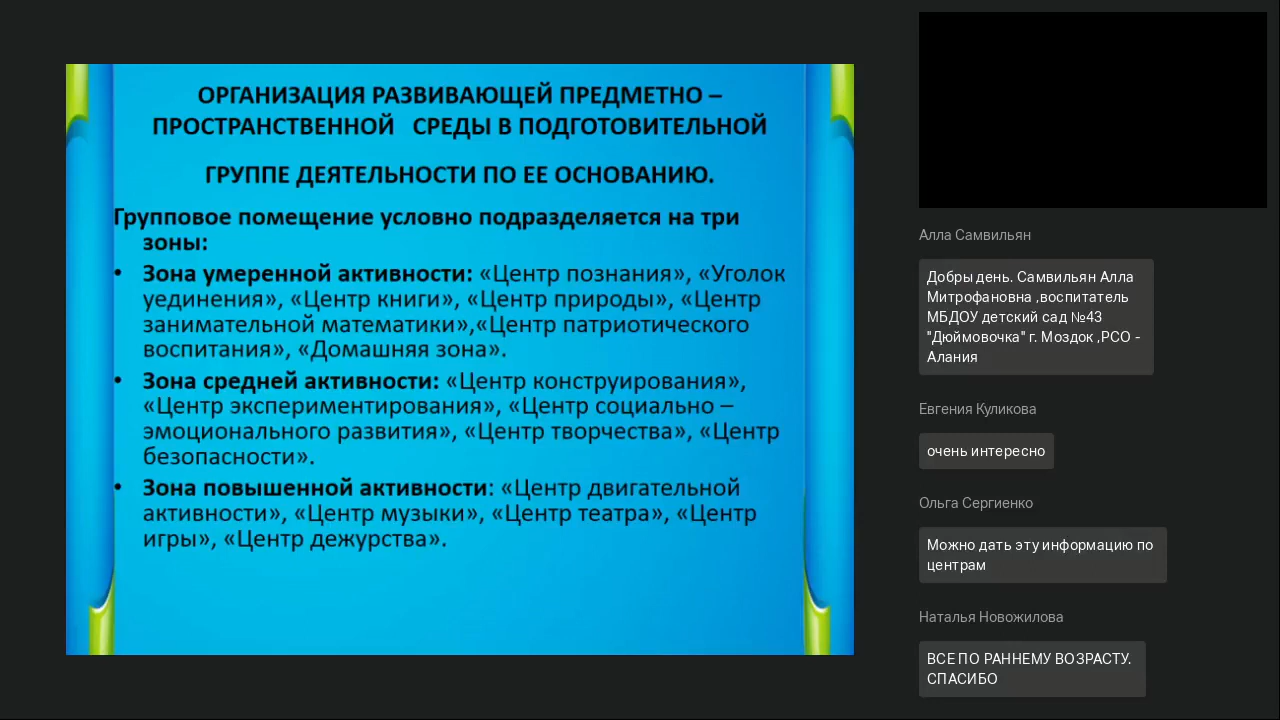 ОРГАНИЗАЦИЯ РАЗВИВАЮЩЕЙ ПРЕДМЕТНО –
ПРОСТРАНСТВЕННОЙ СРЕДЫ В ПОДГОТОВИТЕЛЬНОЙ
ГРУППЕ ДЕЯТЕЛЬНОСТИ ПО ЕЕ ОСНОВАНИЮ.
Групповое помещение условно подразделяется на три
зоны:
• Зона умеренной активности: «Центр познания», «Уголок
уединения», «Центр книги», «Центр природы», «Центр
занимательной математики»,«Центр патриотического
воспитания», «Домашняя зона».
• Зона средней активности: «Центр конструирования»,
«Центр экспериментирования», «Центр социально –
эмоционального развития», «Центр творчества», «Центр
безопасности».
• Зона повышенной активности: «Центр двигательной
активности», «Центр музыки», «Центр театра», «Центр
игры», «Центр дежурства».
Алла Самвильян
Добры день. Самвильян Алла
Митрофановна ,воспитатель
МБДОУ детский сад №43
"Дюймовочка" г. Моздок ,РСО -
Алания
Евгения Куликова
очень интересно
Ольга Сергиенко
Можно дать эту информацию по
центрам
Наталья Новожилова
ВСЕ ПО РАННЕМУ ВОЗРАСТУ.
СПАСИБО